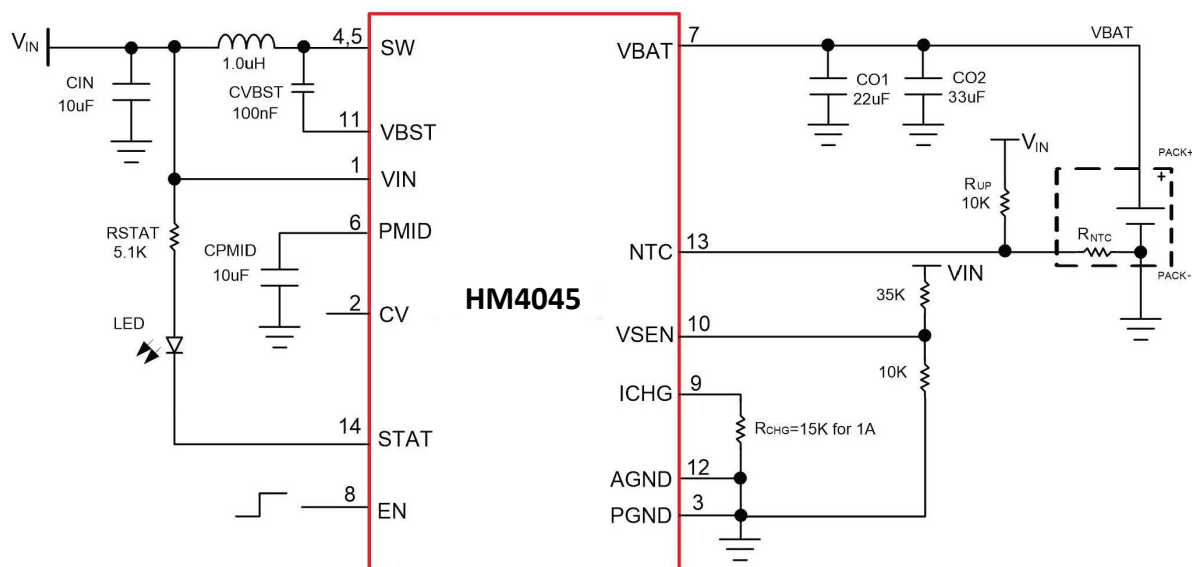 VIN
CIN
10uF
1.0uH
CVBST
100nF
4,5
SW
11
VBST
1
VIN
RSTAT
5.1K
CPMID
10uF
6
PMID
2
CV
LED
14
STAT
8
EN
HM4045
VBAT
7
VBAT
CO1
22uF
CO2
33uF
VIN
RUP
10K
PACK+
+
RNTC
PACK-
NTC
13
VIN
35K
VSEN
10
10K
ICHG
9
RCHG=15K for 1A
AGND
12
PGND
3